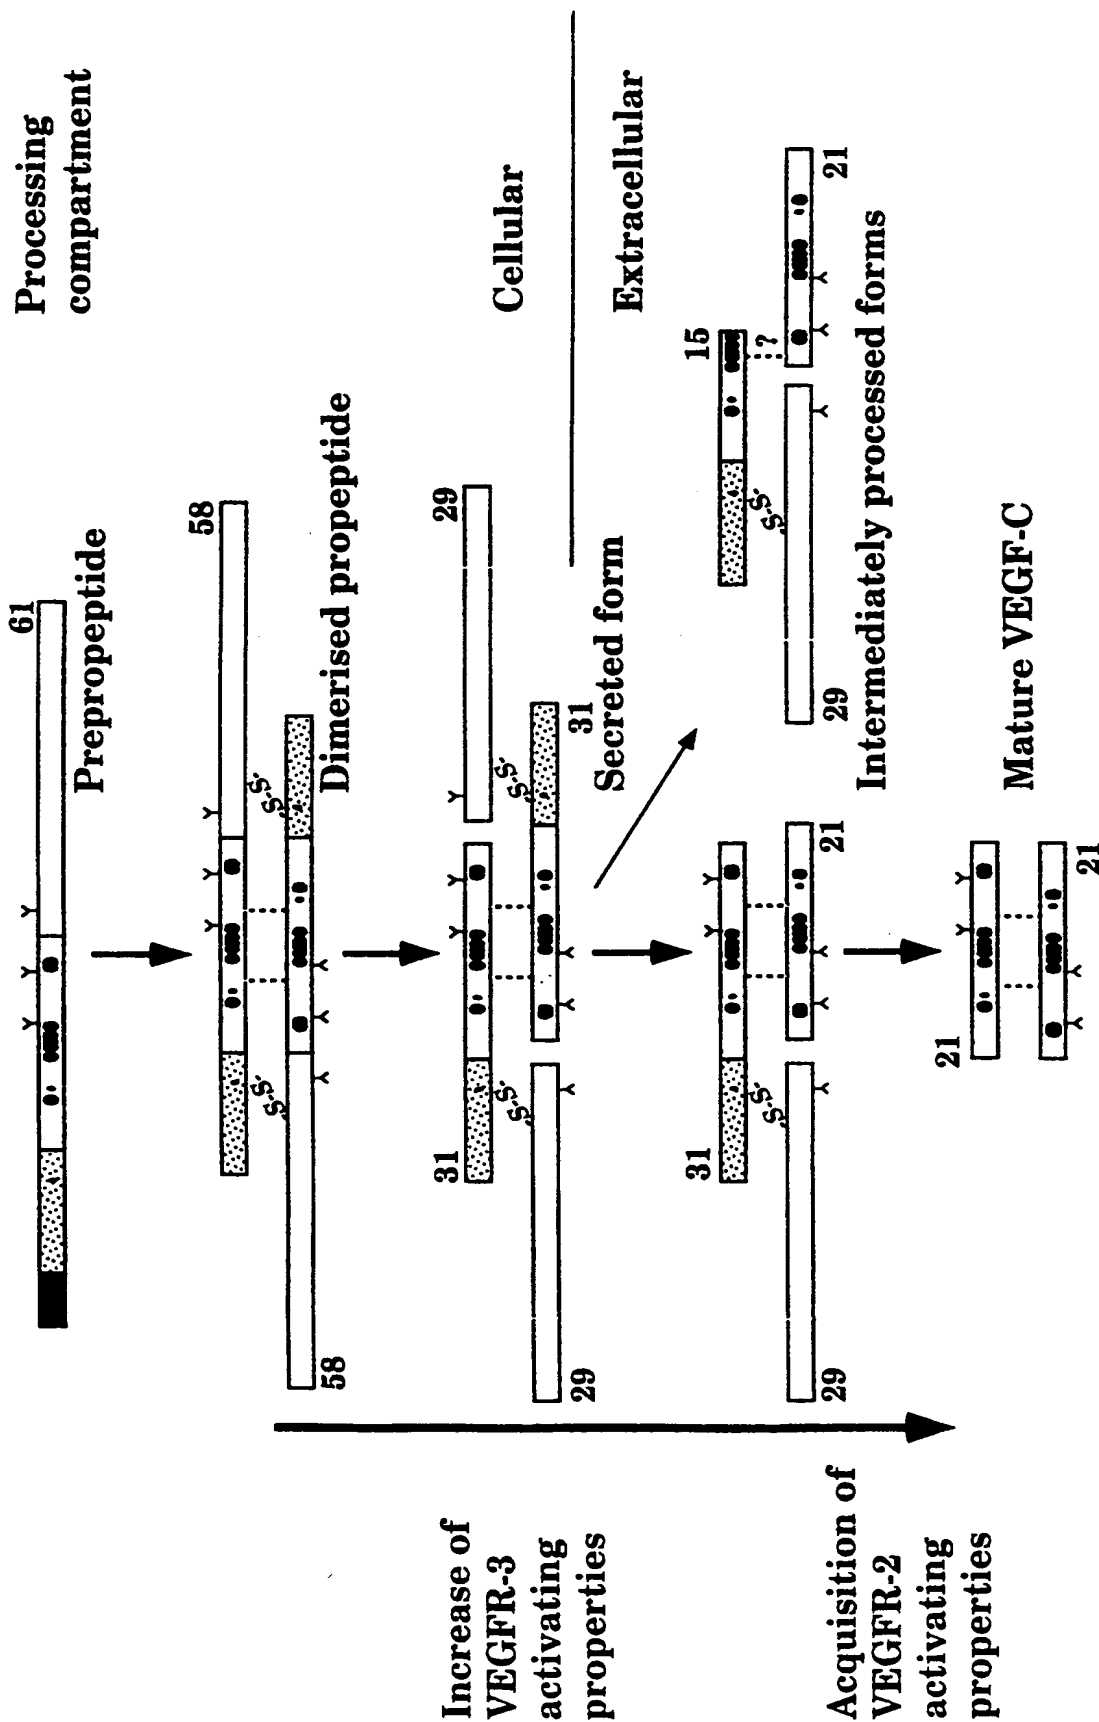 61
Processing
compartment
Prepropeptide
58
S-S
S-S
58
Dimerised propeptide
31
29
S-S
S-S
29
31
Secreted form
Cellular
Extracellular
Increase of
VEGFR-3
activating
properties
31
S-S
29
21
15
S-S
?
29
21
Intermediately processed forms
Acquisition of
VEGFR-2
activating
properties
21
21
Mature VEGF-C